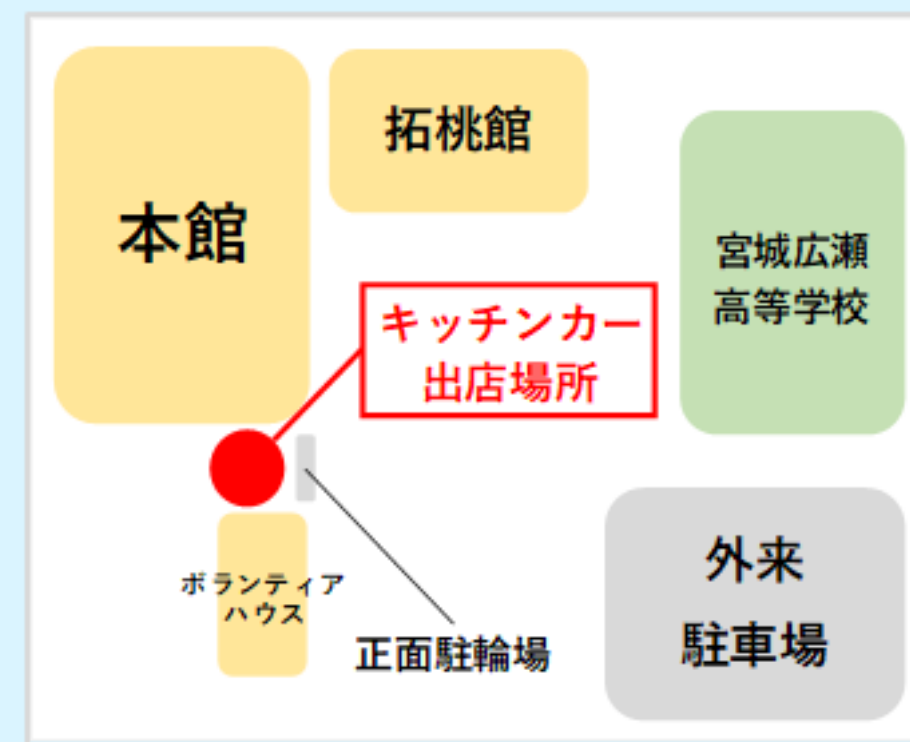 本館
拓桃館
宮城広瀬
高等学校
キッチンカー
出店場所
ボランティア
ハウス
正面駐輪場
外来
駐車場